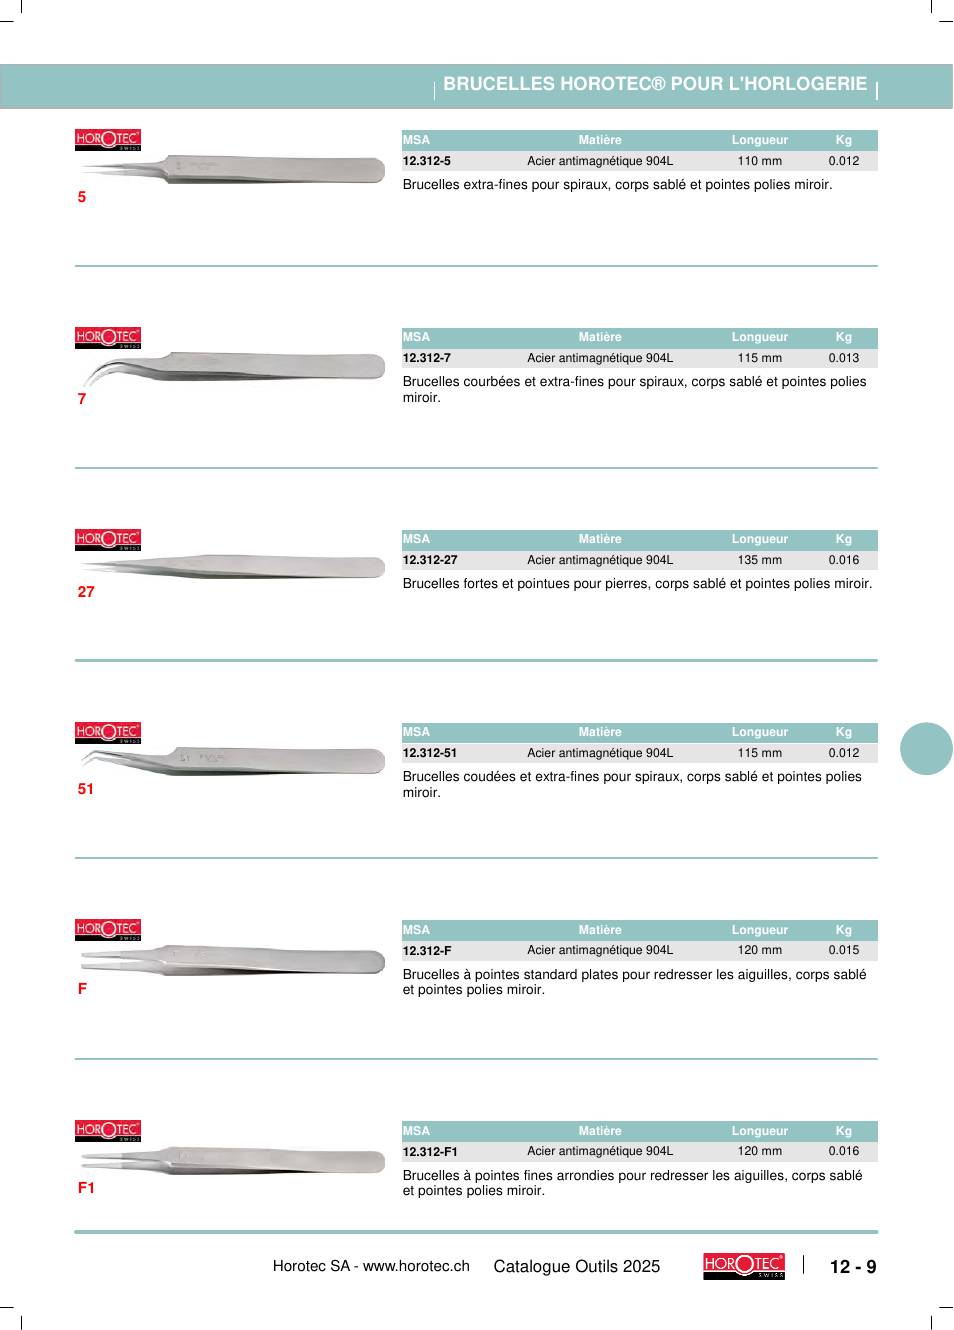 BRUCELLES HOROTEC® POUR L'HORLOGERIE
HOROTEC®
SWISS
5
MSA Matière Longueur Kg
12.312-5 Acier antimagnétique 904L 110 mm 0.012
Brucelles extra-fines pour spiraux, corps sablé et pointes polies miroir.
HOROTEC®
SWISS
7
MSA Matière Longueur Kg
12.312-7 Acier antimagnétique 904L 115 mm 0.013
Brucelles courbées et extra-fines pour spiraux, corps sablé et pointes polies
miroir.
HOROTEC®
SWISS
27
MSA Matière Longueur Kg
12.312-27 Acier antimagnétique 904L 135 mm 0.016
Brucelles fortes et pointues pour pierres, corps sablé et pointes polies miroir.
HOROTEC®
SWISS
51
MSA Matière Longueur Kg
12.312-51 Acier antimagnétique 904L 115 mm 0.012
Brucelles coudées et extra-fines pour spiraux, corps sablé et pointes polies
miroir.
HOROTEC®
SWISS
F
MSA Matière Longueur Kg
12.312-F Acier antimagnétique 904L 120 mm 0.015
Brucelles à pointes standard plates pour redresser les aiguilles, corps sablé
et pointes polies miroir.
HOROTEC®
SWISS
F1
MSA Matière Longueur Kg
12.312-F1 Acier antimagnétique 904L 120 mm 0.016
Brucelles à pointes fines arrondies pour redresser les aiguilles, corps sablé
et pointes polies miroir.
Horotec SA - www.horotec.ch Catalogue Outils 2025 HOROTEC® SWISS 12 - 9